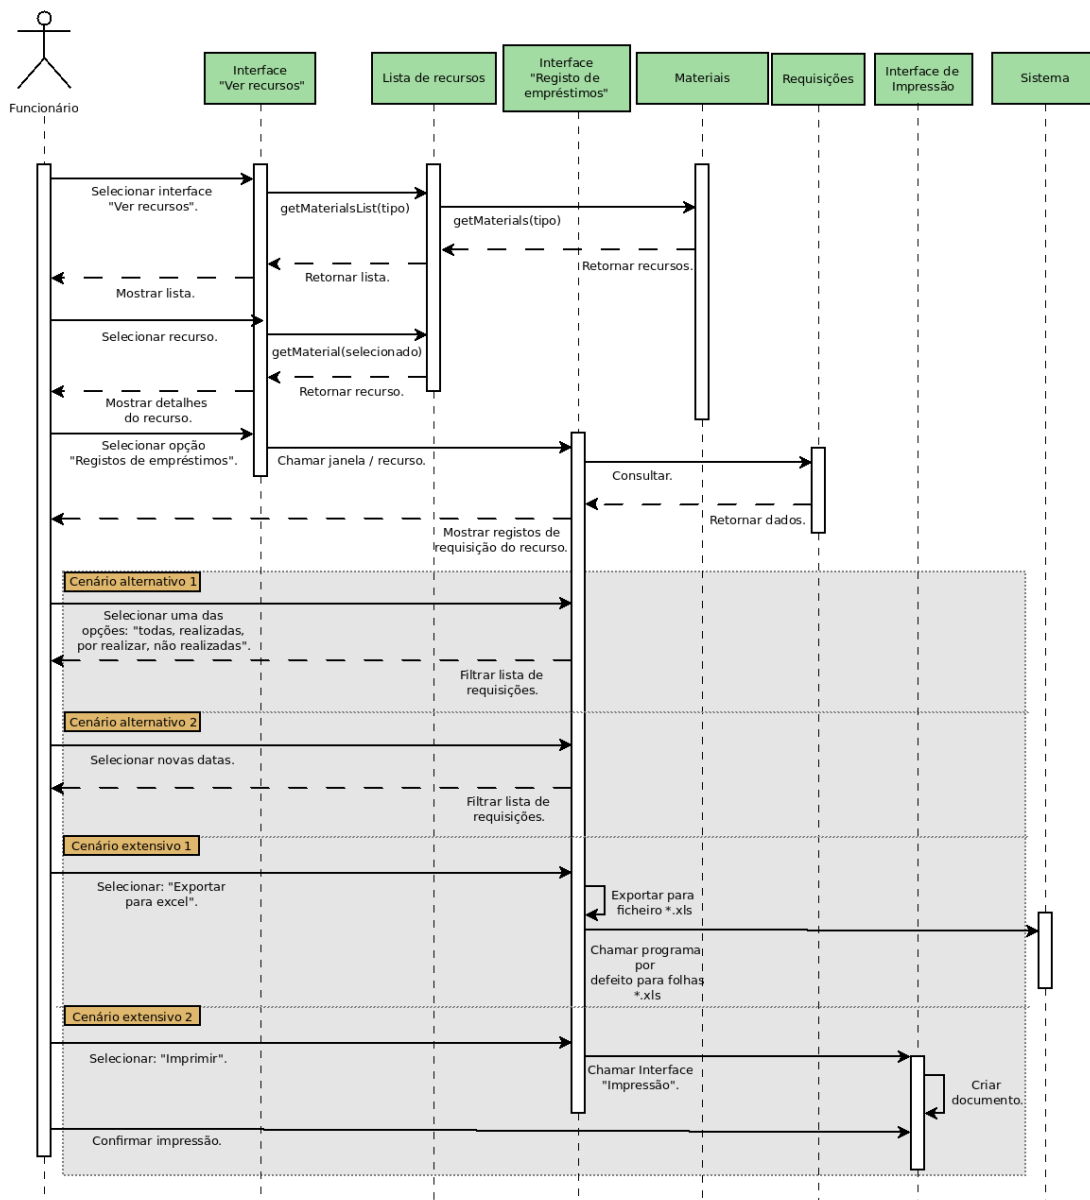 Funcionário
Interface
"Ver recursos"
Lista de recursos
Interface
"Registo de
empréstimos"
Materiais
Requisições
Interface de
Impressão
Sistema
Selecionar interface
"Ver recursos".
getMaterialsList(tipo)
getMaterials(tipo)
Retornar recursos.
Retornar lista.
Mostrar lista.
Selecionar recurso.
getMaterial(selecionado)
Retornar recurso.
Mostrar detalhes
do recurso.
Selecionar opção
"Registos de empréstimos".
Chamar janela / recurso.
Consultar.
Retornar dados.
Mostrar registos de
requisição do recurso.
Cenário alternativo 1
Selecionar uma das
opções: "todas, realizadas,
por realizar, não realizadas".
Filtrar lista de
requisições.
Cenário alternativo 2
Selecionar novas datas.
Filtrar lista de
requisições.
Cenário extensivo 1
Selecionar: "Exportar
para excel".
Exportar para
ficheiro *.xls
Chamar programa
por
defeito para folhas
*.xls
Cenário extensivo 2
Selecionar: "Imprimir".
Chamar Interface
"Impressão".
Criar
documento.
Confirmar impressão.